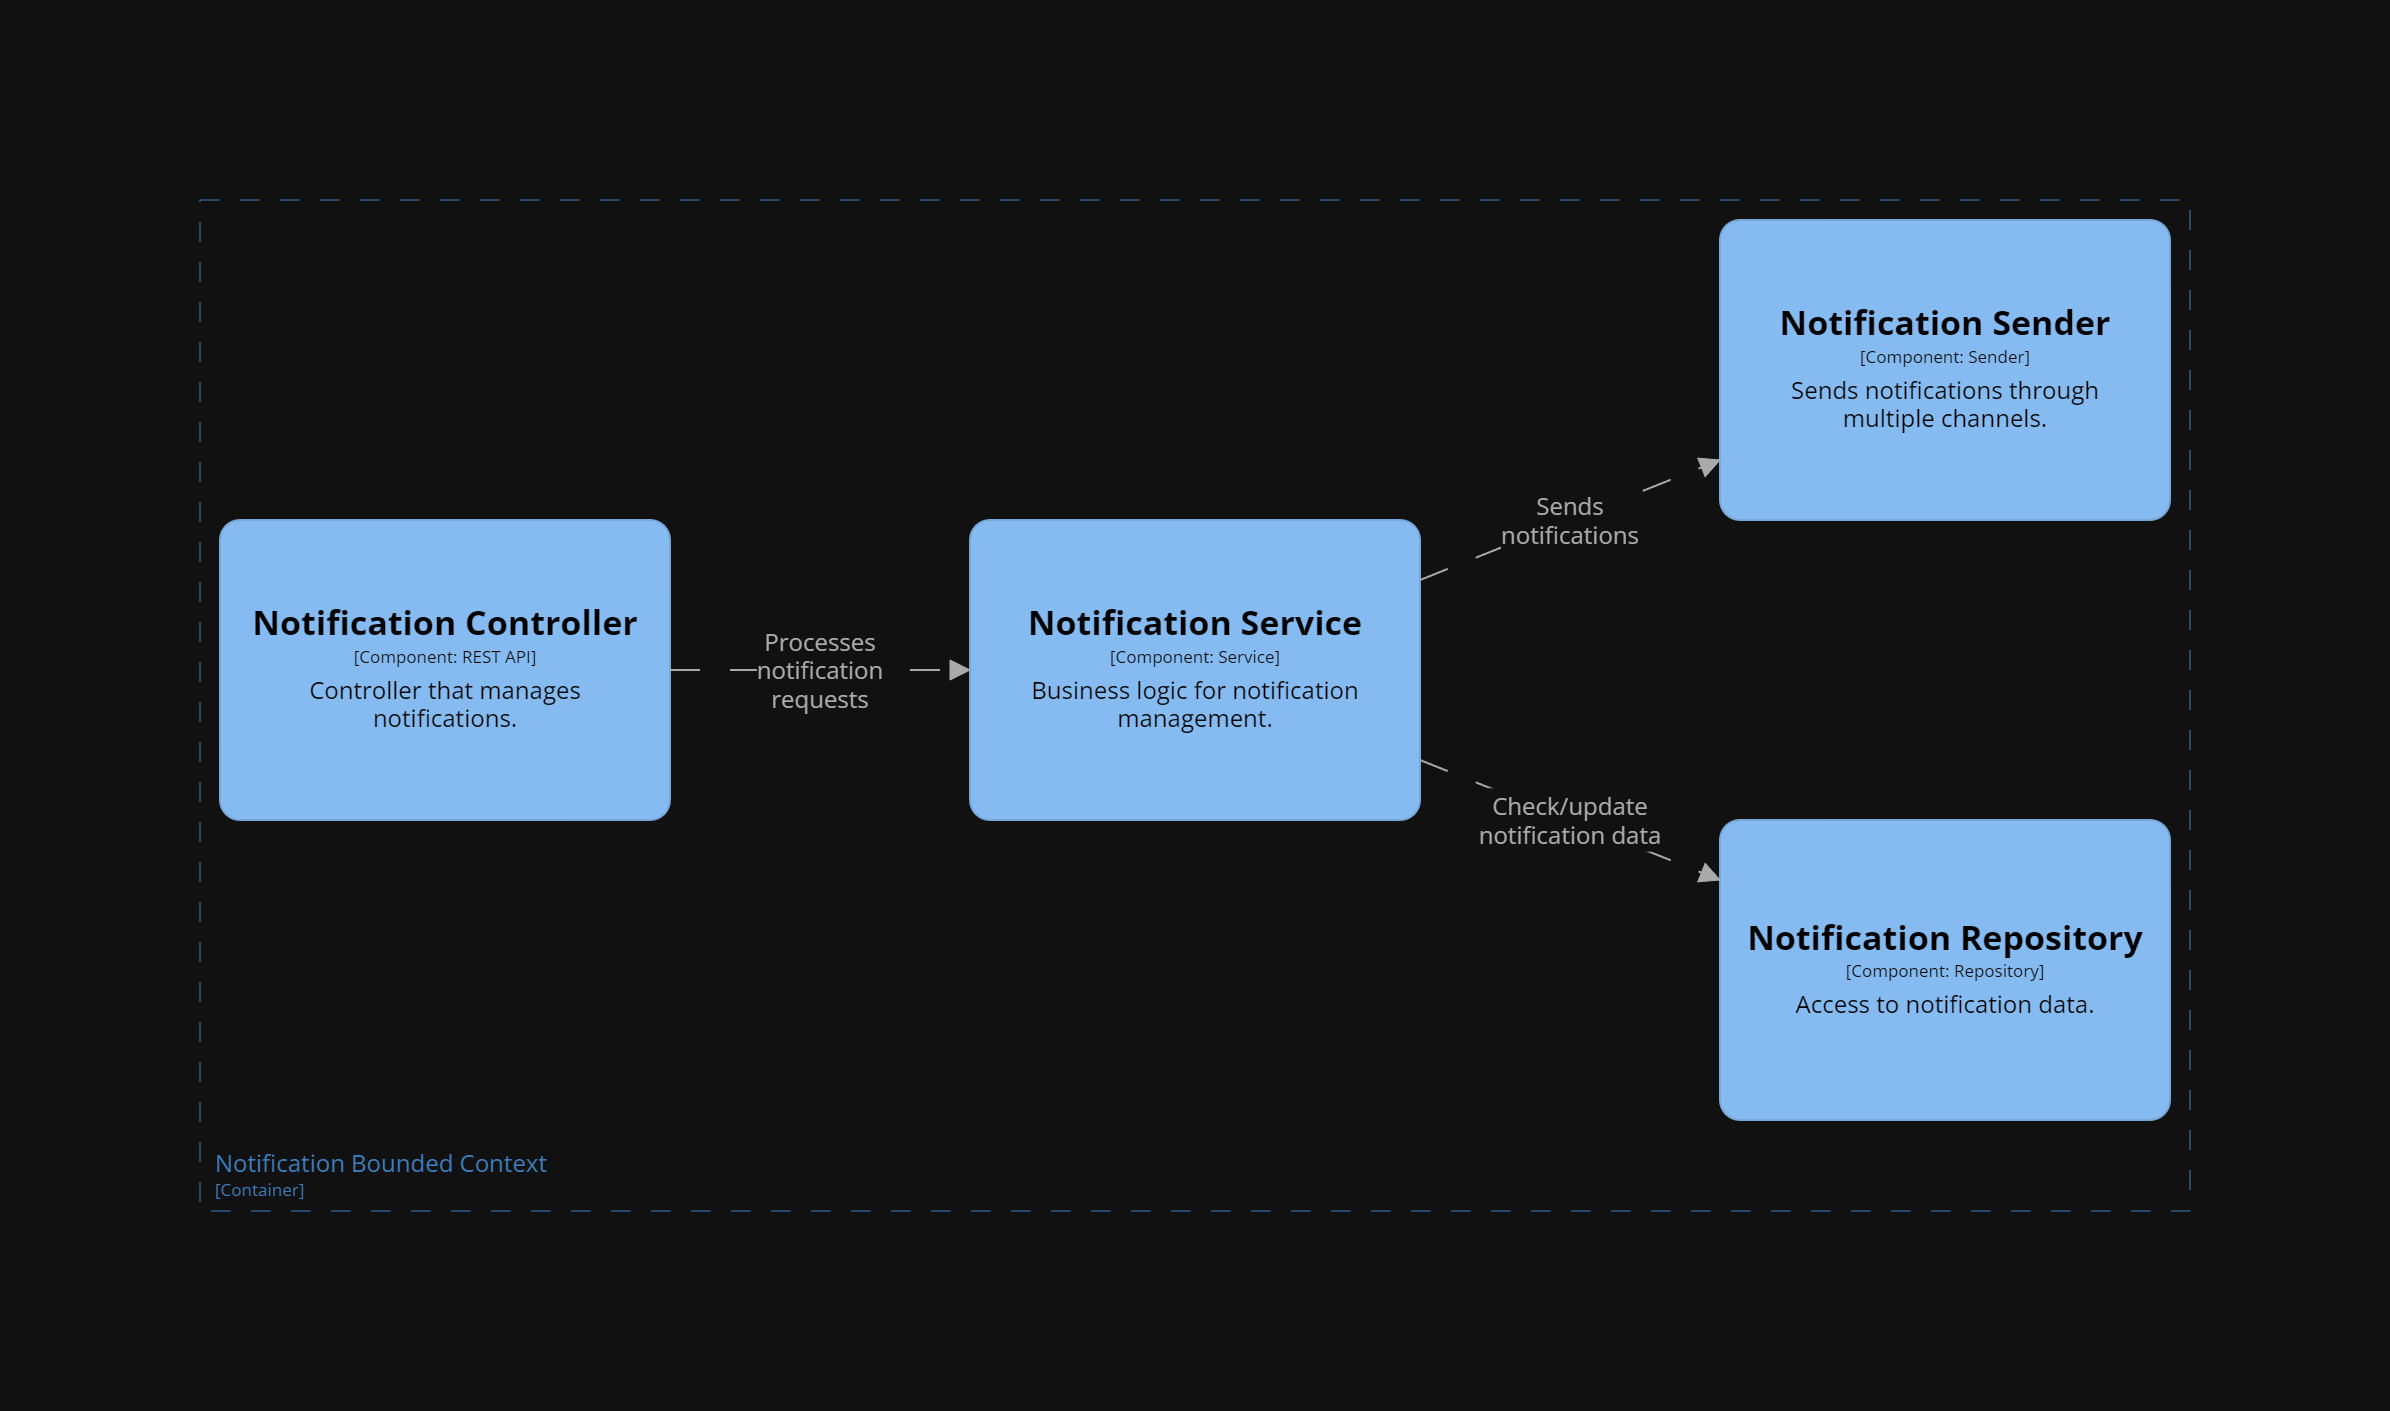 Notification Sender
[Component: Sender]
Sends notifications through
multiple channels.
Sends
notifications
Notification Controller
[Component: REST API]
Controller that manages
notifications.
Processes
notification
requests
Notification Service
[Component: Service]
Business logic for notification
management.
Check/update
notification data
Notification Repository
[Component: Repository]
Access to notification data.
Notification Bounded Context
[Container]